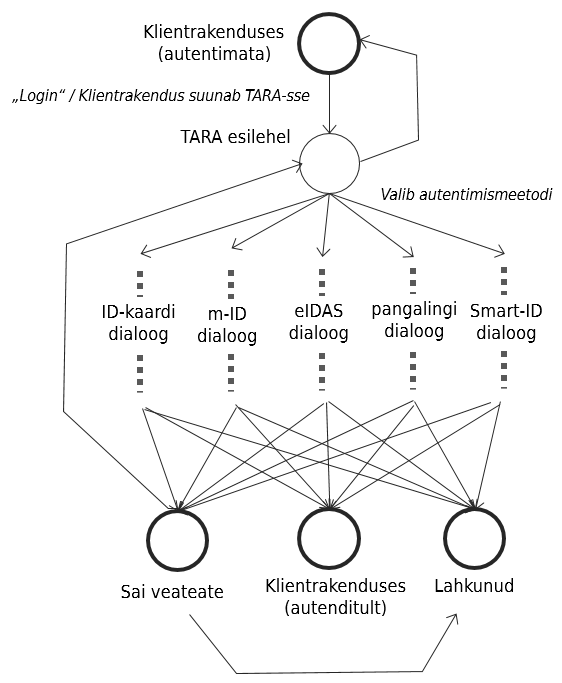 Klientrakenduses
(autentimata)
„Login“ / Klientrakendus suunab TARA-sse
TARA esilehel
Valib autentimismeetodi
ID-kaardi
dialoog
m-ID
dialoog
eIDAS
dialoog
pangalingi
dialoog
Smart-ID
dialoog
Sai veateate
Klientrakenduses
(autenditult)
Lahkunud